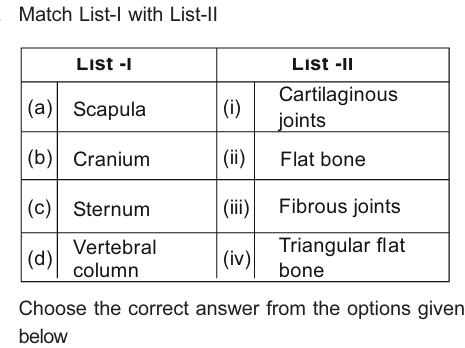 Match List-I with List-II
List -I List -II
(a) Scapula (i) Cartilaginous joints
(b) Cranium (ii) Flat bone
(c) Sternum (iii) Fibrous joints
(d) Vertebral column (iv) Triangular flat bone
Choose the correct answer from the options given
below